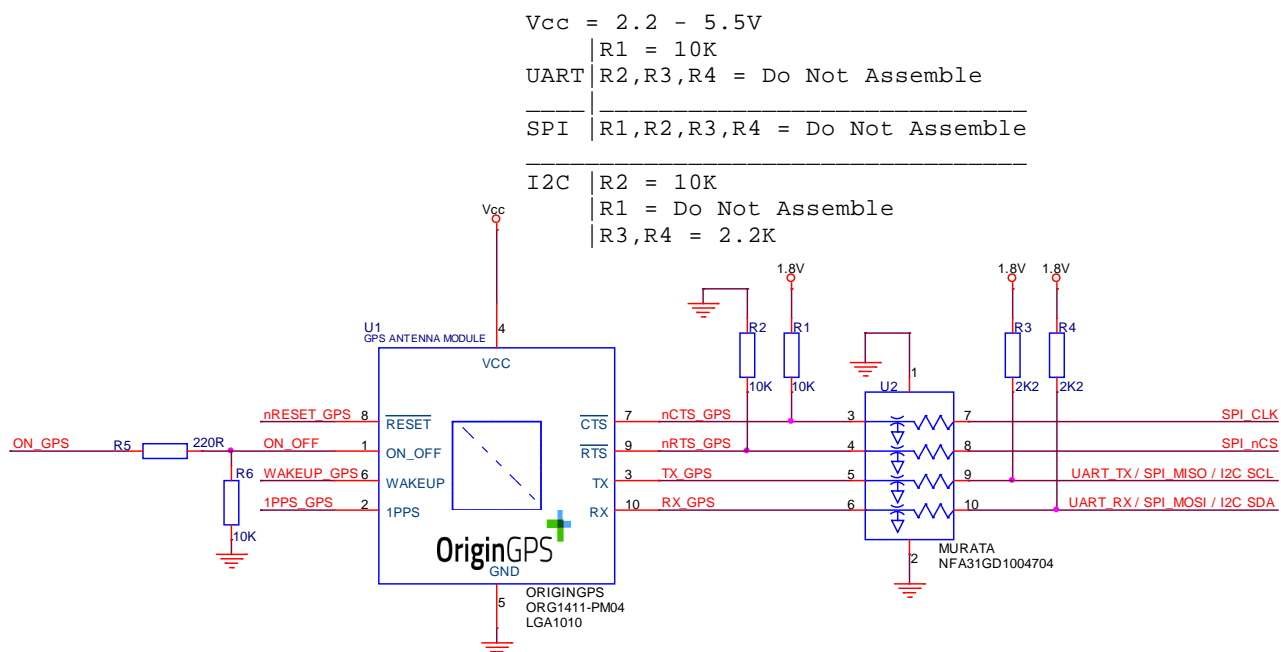 Vcc = 2.2 - 5.5V
|R1 = 10K
UART|R2,R3,R4 = Do Not Assemble
____|_____________________________
SPI |R1,R2,R3,R4 = Do Not Assemble
__________________________________
I2C |R2 = 10K
|R1 = Do Not Assemble
|R3,R4 = 2.2K
Vcc
1.8V
1.8V
1.8V
U1
GPS ANTENNA MODULE
4
VCC
R2
R1
R3
R4
1
10K
10K
U2
2K2
2K2
nRESET_GPS 8
RESET
CTS
7
nCTS_GPS
3
7
SPI_CLK
ON_GPS
R5
220R
ON_OFF
1
ON_OFF
RTS
9
nRTS_GPS
4
8
SPI_nCS
R6
WAKEUP_GPS 6
WAKEUP
TX
3
TX_GPS
5
9
UART_TX / SPI_MISO / I2C SCL
1PPS_GPS
2
1PPS
RX
10
RX_GPS
6
10
UART_RX / SPI_MOSI / I2C SDA
10K
OriginGPS
GND
5
ORIGINGPS
ORG1411-PM04
LGA1010
2
MURATA
NFA31GD1004704